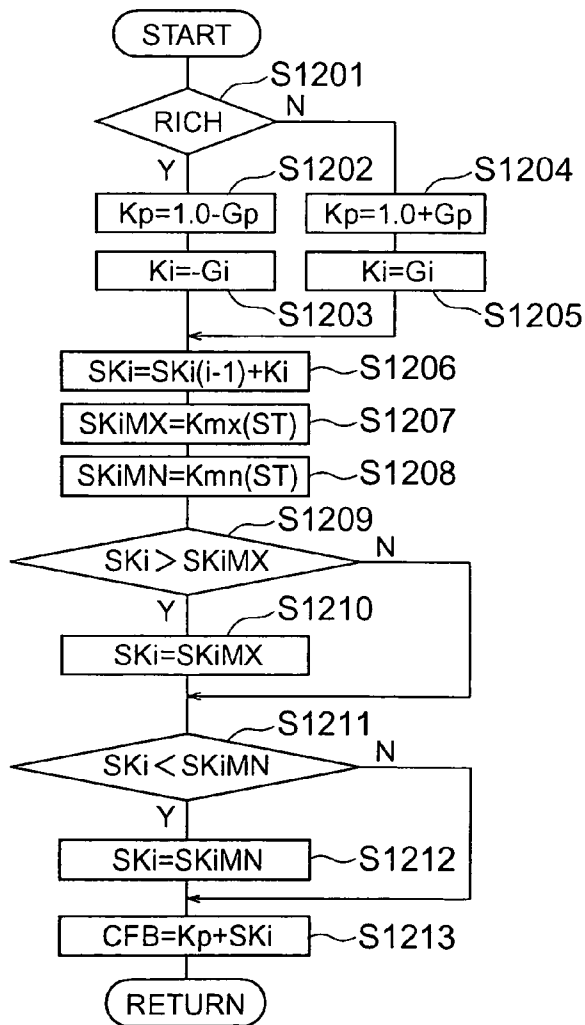 START
S1201
RICH
N
Y
S1202
S1204
Kp=1.0-Gp
Kp=1.0+Gp
Ki=-Gi
Ki=Gi
S1203
S1205
SKi=SKi(i-1)+Ki
S1206
SKiMX=Kmx(ST)
S1207
SKiMN=Kmn(ST)
S1208
S1209
SKi>SKiMX
N
Y
S1210
SKi=SKiMX
S1211
SKi<SKiMN
N
Y
SKi=SKiMN
S1212
CFB=Kp+SKi
S1213
RETURN